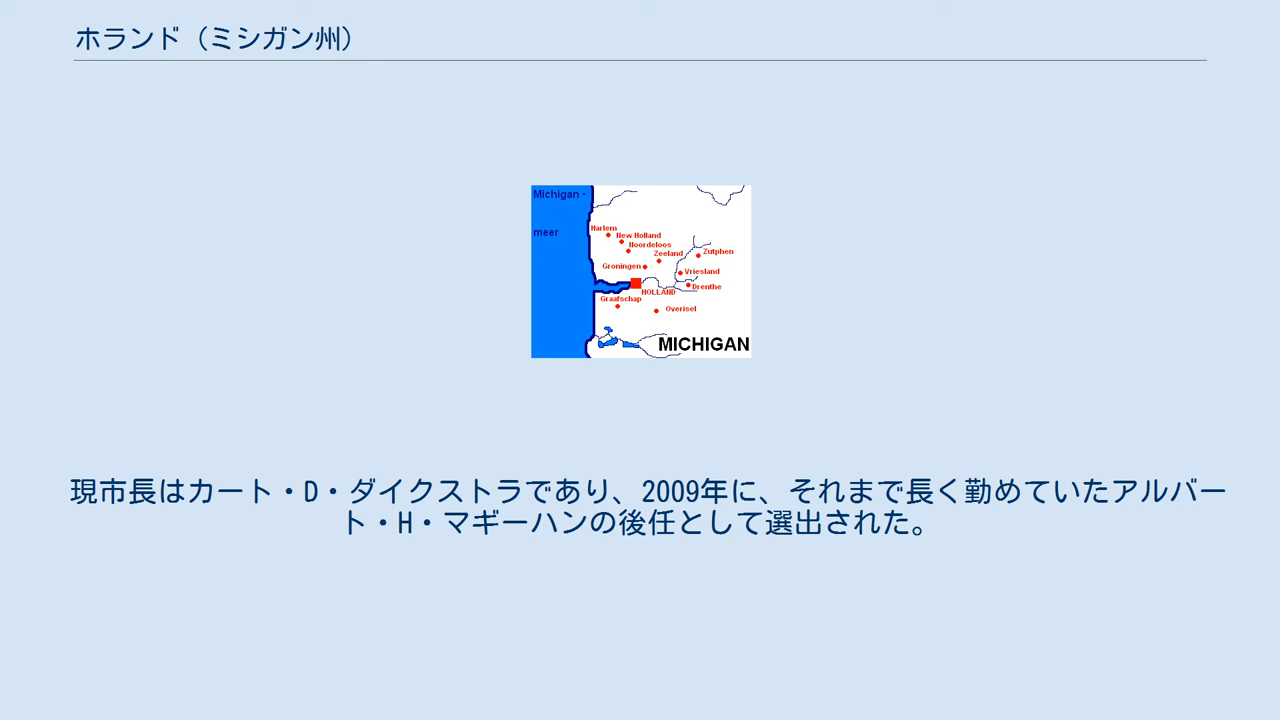 ホランド（ミシガン州）
Michigan -
meer
Harlem
New Holland
Noordeloos
Zeeland
Zutphen
Groningen
Vriesland
Drenthe
HOLLAND
Graafschap
Overisel
MICHIGAN
現市長はカート・D・ダイクストラであり、2009年に、それまで長く勤めていたアルバー
ト・H・マギーハンの後任として選出された。